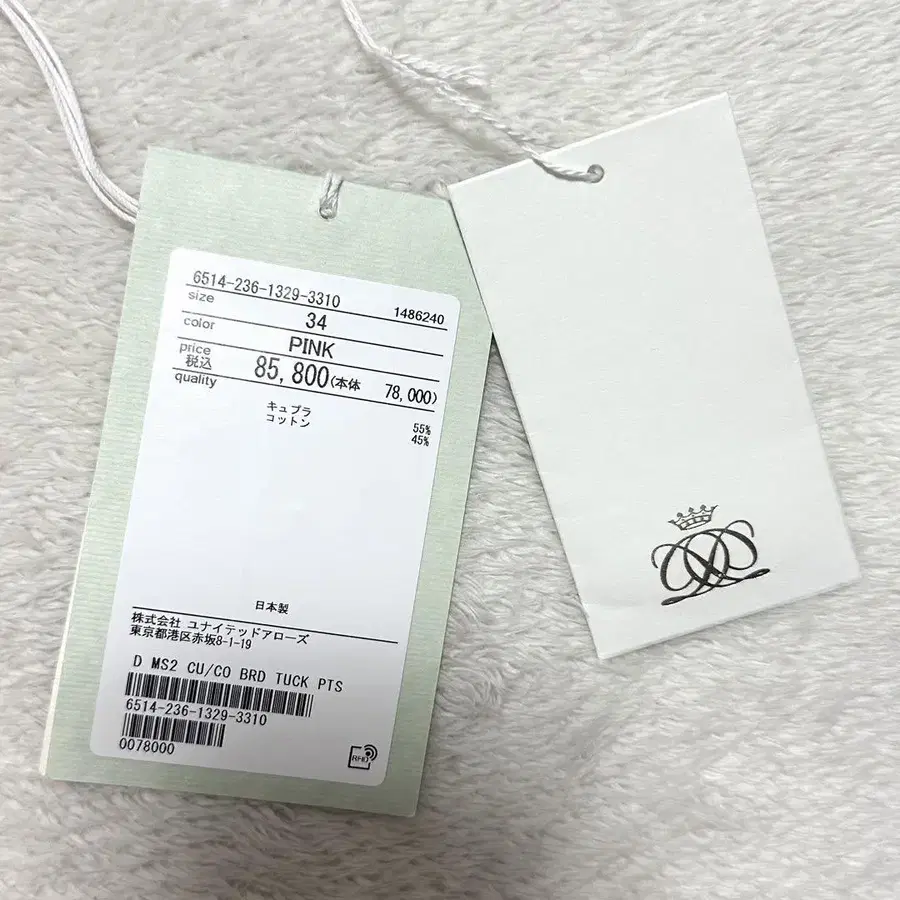 6514-236-1329-3310
1486240
size 34
color PINK
price 税込 85,800(本体 78,000)
quality
キュプラ 55%
コットン 45%
日本製
株式会社 ユナイテッドアローズ
東京都港区赤坂8-1-19
D MS2 CU/CO BRD TUCK PTS
6514-236-1329-3310
0078000
RFID